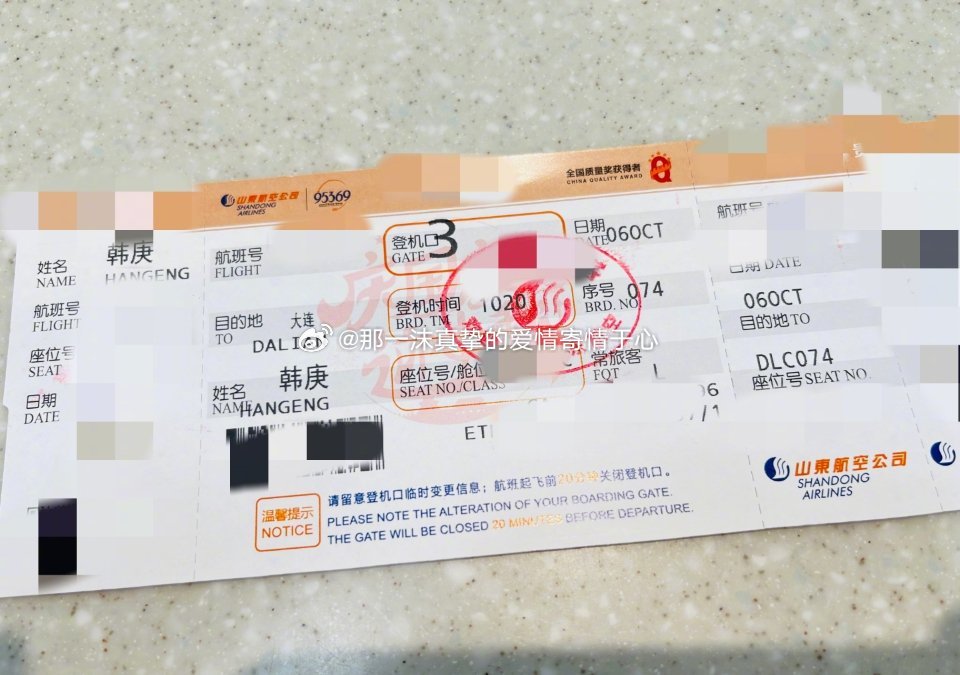 山東航空公司
SHANDONG
AIRLINES
95369
全国质量奖获得者
CHINA QUALITY AWARD
姓名
NAME
韩庚
HANGENG
航班号
FLIGHT
座位号
SEAT
日期
DATE
航班号
FLIGHT
目的地 大连
TO
姓名 韩庚
NAME
HANGENG
登机口 3
GATE
登机时间 1020
BRD. TM
座位号/舱位
SEAT NO./CLASS
日期 06OCT
序号 074
BRD. NO.
常旅客
FQT
航班号
日期 DATE
06OCT
目的地 TO
DLC074
座位号 SEAT NO.
@那一沫真挚的爱情寄情于心
温馨提示
NOTICE
请留意登机口临时变更信息；航班起飞前20分钟关闭登机口。
PLEASE NOTE THE ALTERATION OF YOUR BOARDING GATE.
THE GATE WILL BE CLOSED 20 MINUTES BEFORE DEPARTURE.
山東航空公司
SHANDONG
AIRLINES